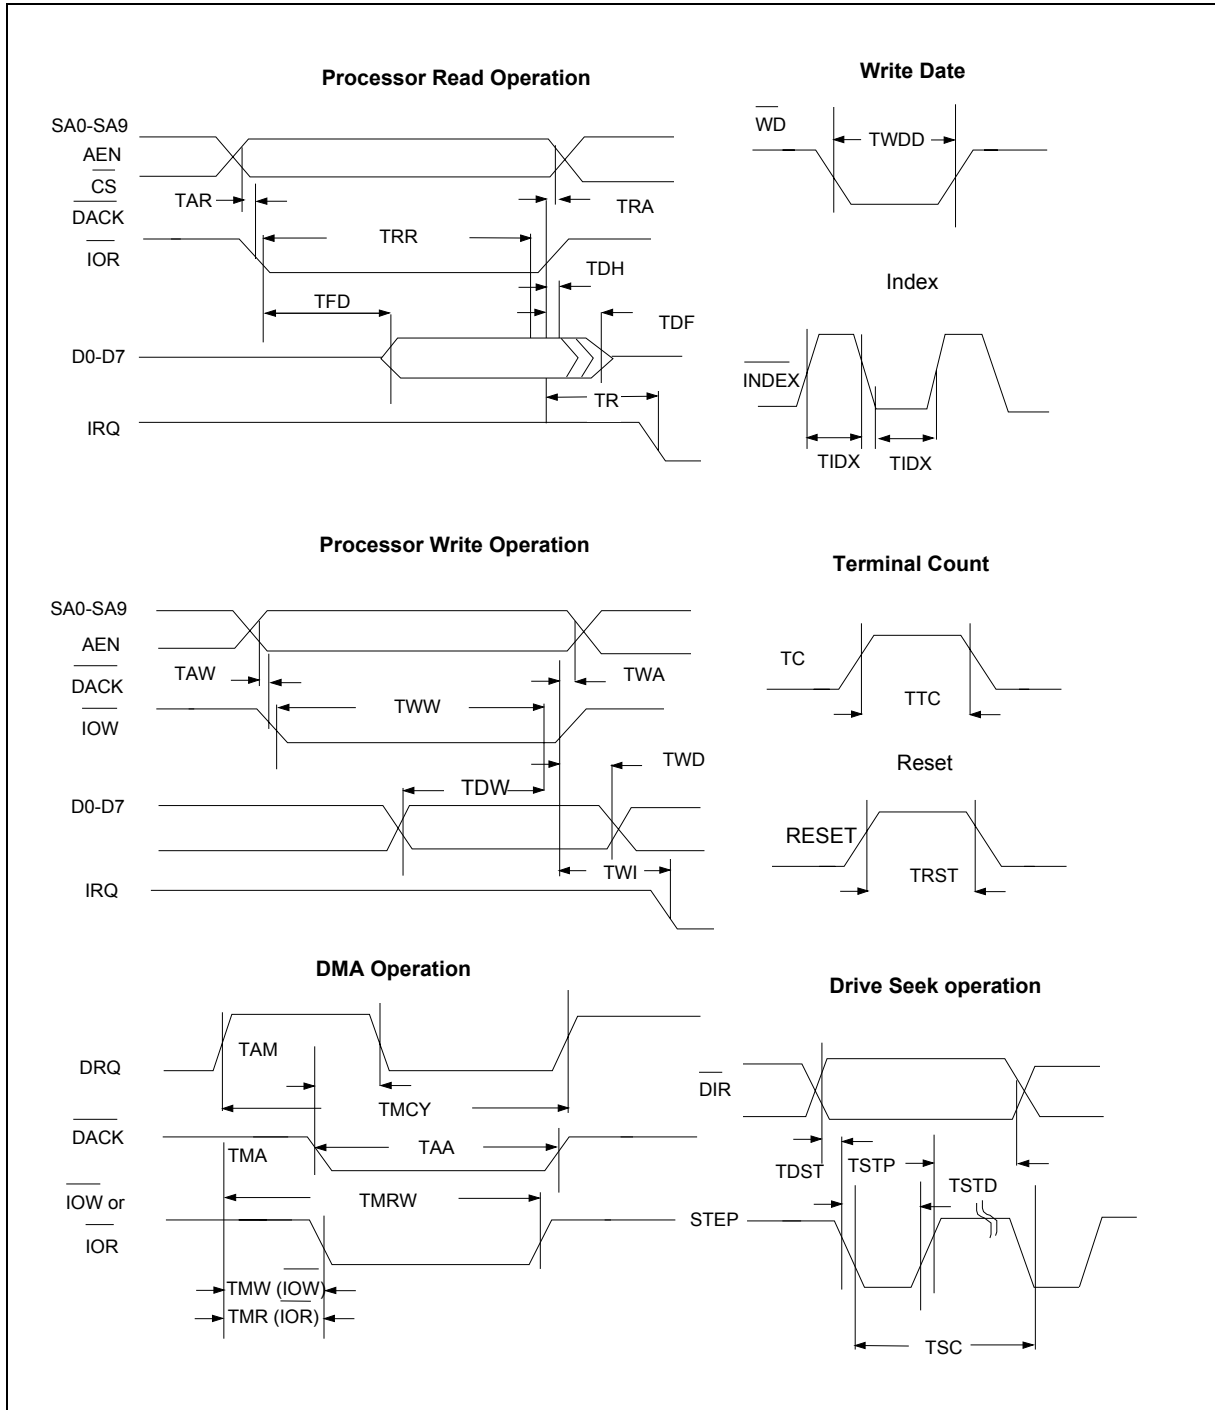 Processor Read Operation
SA0-SA9
AEN
CS
DACK
IOR
TAR
TRA
TRR
TDH
TFD
TDF
D0-D7
TR
IRQ
Write Date
WD
TWDD
Index
INDEX
TIDX
TIDX
Processor Write Operation
SA0-SA9
AEN
DACK
IOW
TAW
TWA
TWW
TWD
TDW
D0-D7
TWI
IRQ
Terminal Count
TC
TTC
Reset
RESET
TRST
DMA Operation
DRQ
TAM
TMCY
DACK
TMA
TAA
IOW or
IOR
TMRW
TMW (IOW)
TMR (IOR)
Drive Seek operation
DIR
TDST
TSTP
TSTD
STEP
TSC